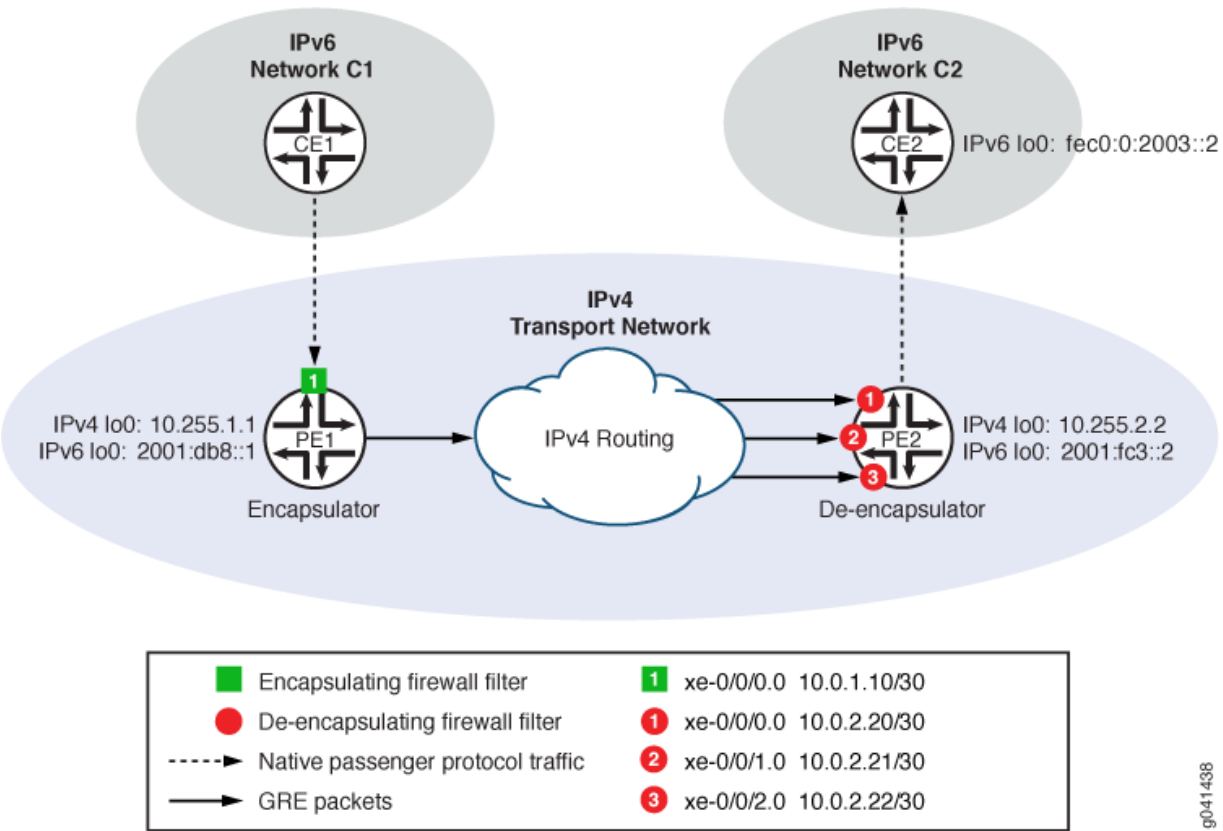 IPv6
Network C1
CE1
IPv6
Network C2
CE2
IPv6 lo0: fec0:0:2003::2
IPv4
Transport Network
1
IPv4 lo0: 10.255.1.1
IPv6 lo0: 2001:db8::1
PE1
Encapsulator
IPv4 Routing
1
2
3
PE2
IPv4 lo0: 10.255.2.2
IPv6 lo0: 2001:fc3::2
De-encapsulator
Encapsulating firewall filter
De-encapsulating firewall filter
Native passenger protocol traffic
GRE packets
1 xe-0/0/0.0 10.0.1.10/30
1 xe-0/0/0.0 10.0.2.20/30
2 xe-0/0/1.0 10.0.2.21/30
3 xe-0/0/2.0 10.0.2.22/30
g041438